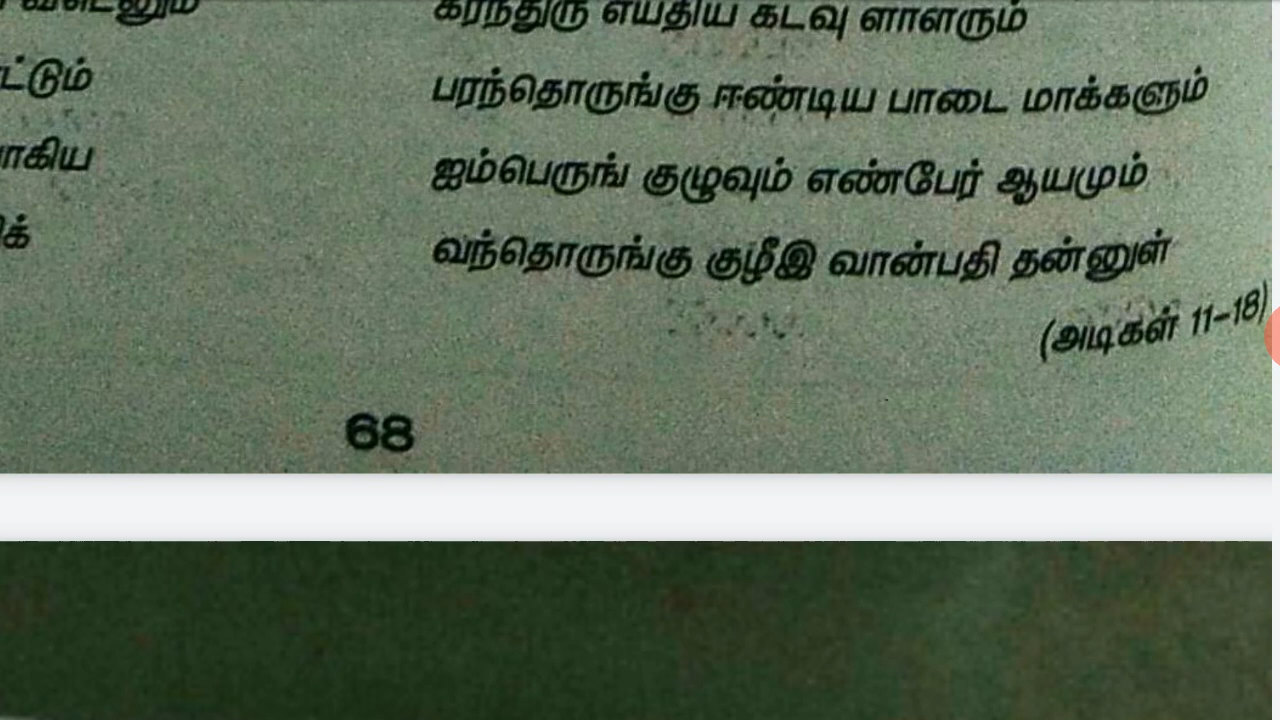 கரந்துரு எய்திய கடவு ளாளரும்
ட்டும்
பரந்தொருங்கு ஈண்டிய பாடை மாக்களும்
ாகிய
ஐம்பெருங் குழுவும் எண்பேர் ஆயமும்
க்
வந்தொருங்கு குழீஇ வான்பதி தன்னுள்
(அடிகள் 11-18)
68